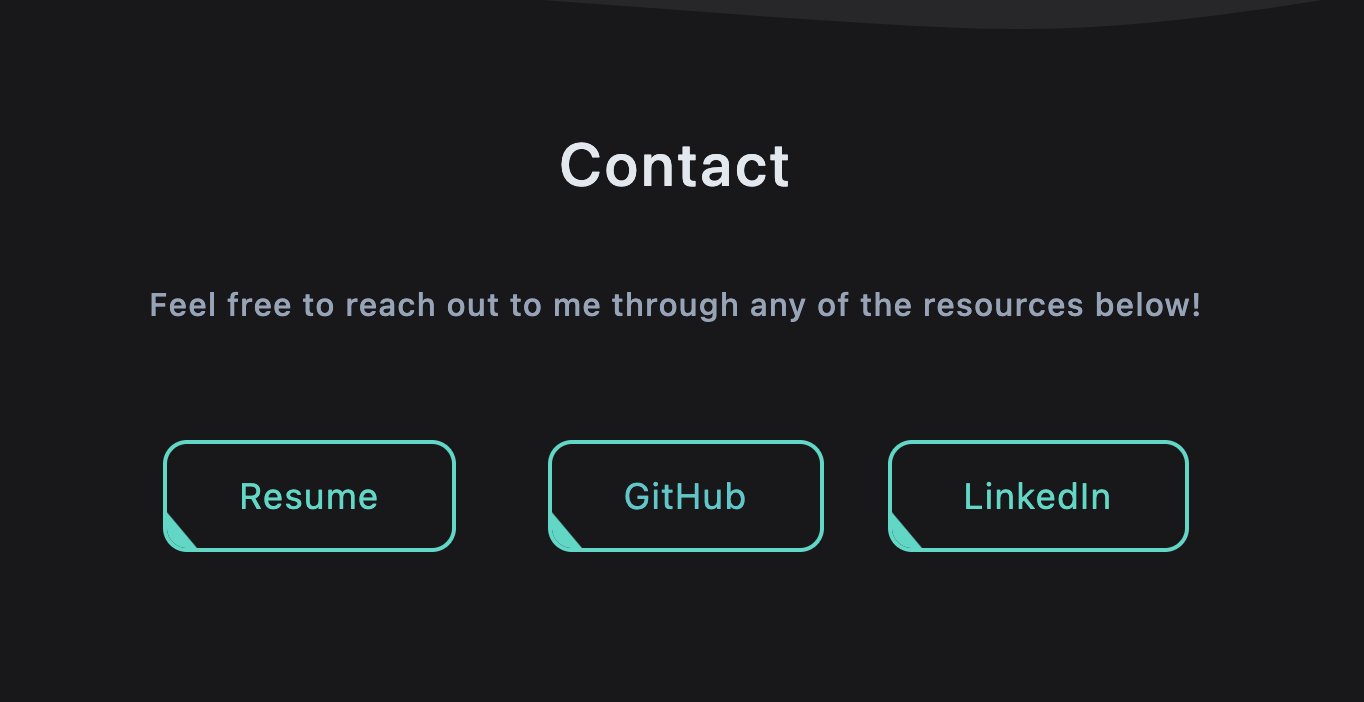 Contact
Feel free to reach out to me through any of the resources below!
Resume GitHub LinkedIn